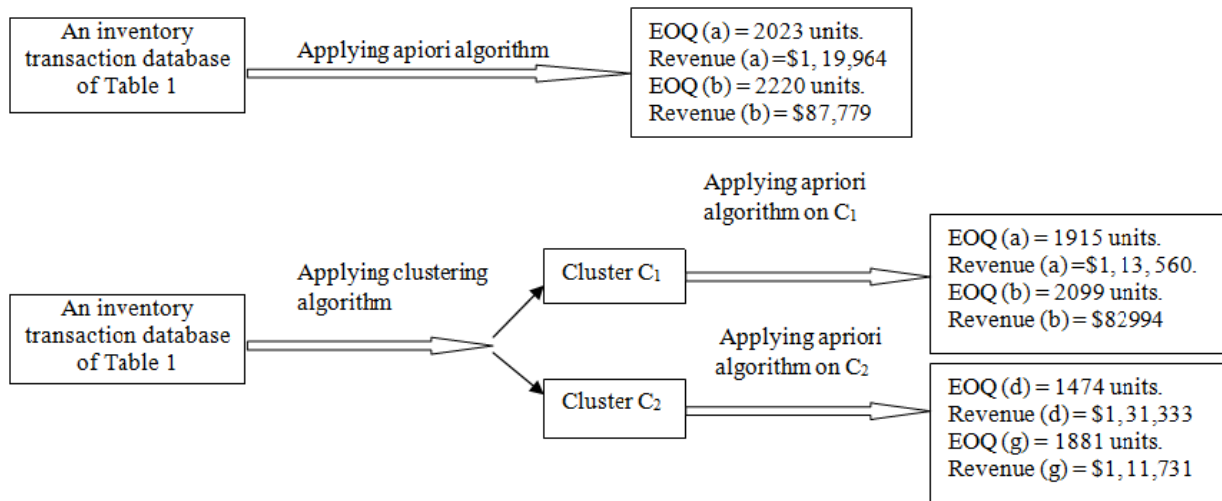 An inventory
transaction database
of Table 1
Applying apiori algorithm
EOQ (a) = 2023 units.
Revenue (a) =$1, 19,964
EOQ (b) = 2220 units.
Revenue (b) = $87,779
An inventory
transaction database
of Table 1
Applying clustering
algorithm
Cluster C₁
Applying apriori
algorithm on C₁
EOQ (a) = 1915 units.
Revenue (a) =$1, 13, 560.
EOQ (b) = 2099 units.
Revenue (b) = $82994
Cluster C₂
Applying apriori
algorithm on C₂
EOQ (d) = 1474 units.
Revenue (d) = $1, 31,333
EOQ (g) = 1881 units.
Revenue (g) = $1, 11,731